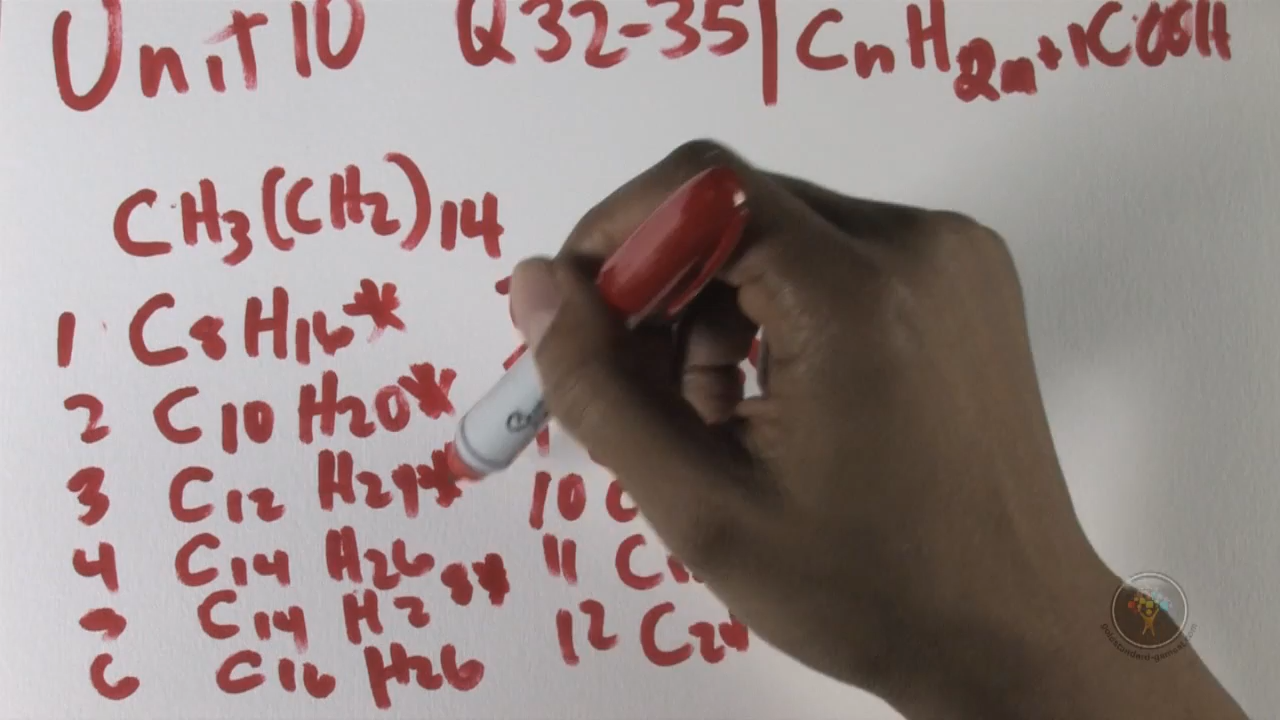 Unit 10 Q32-35 | CnH2n+1COOH
CH3(CH2)14
1 C8H16*
2 C10H20*
3 C12H24*
4 C14H26
5 C14H28*
6 C16H26
10 C
11 C
12 C20